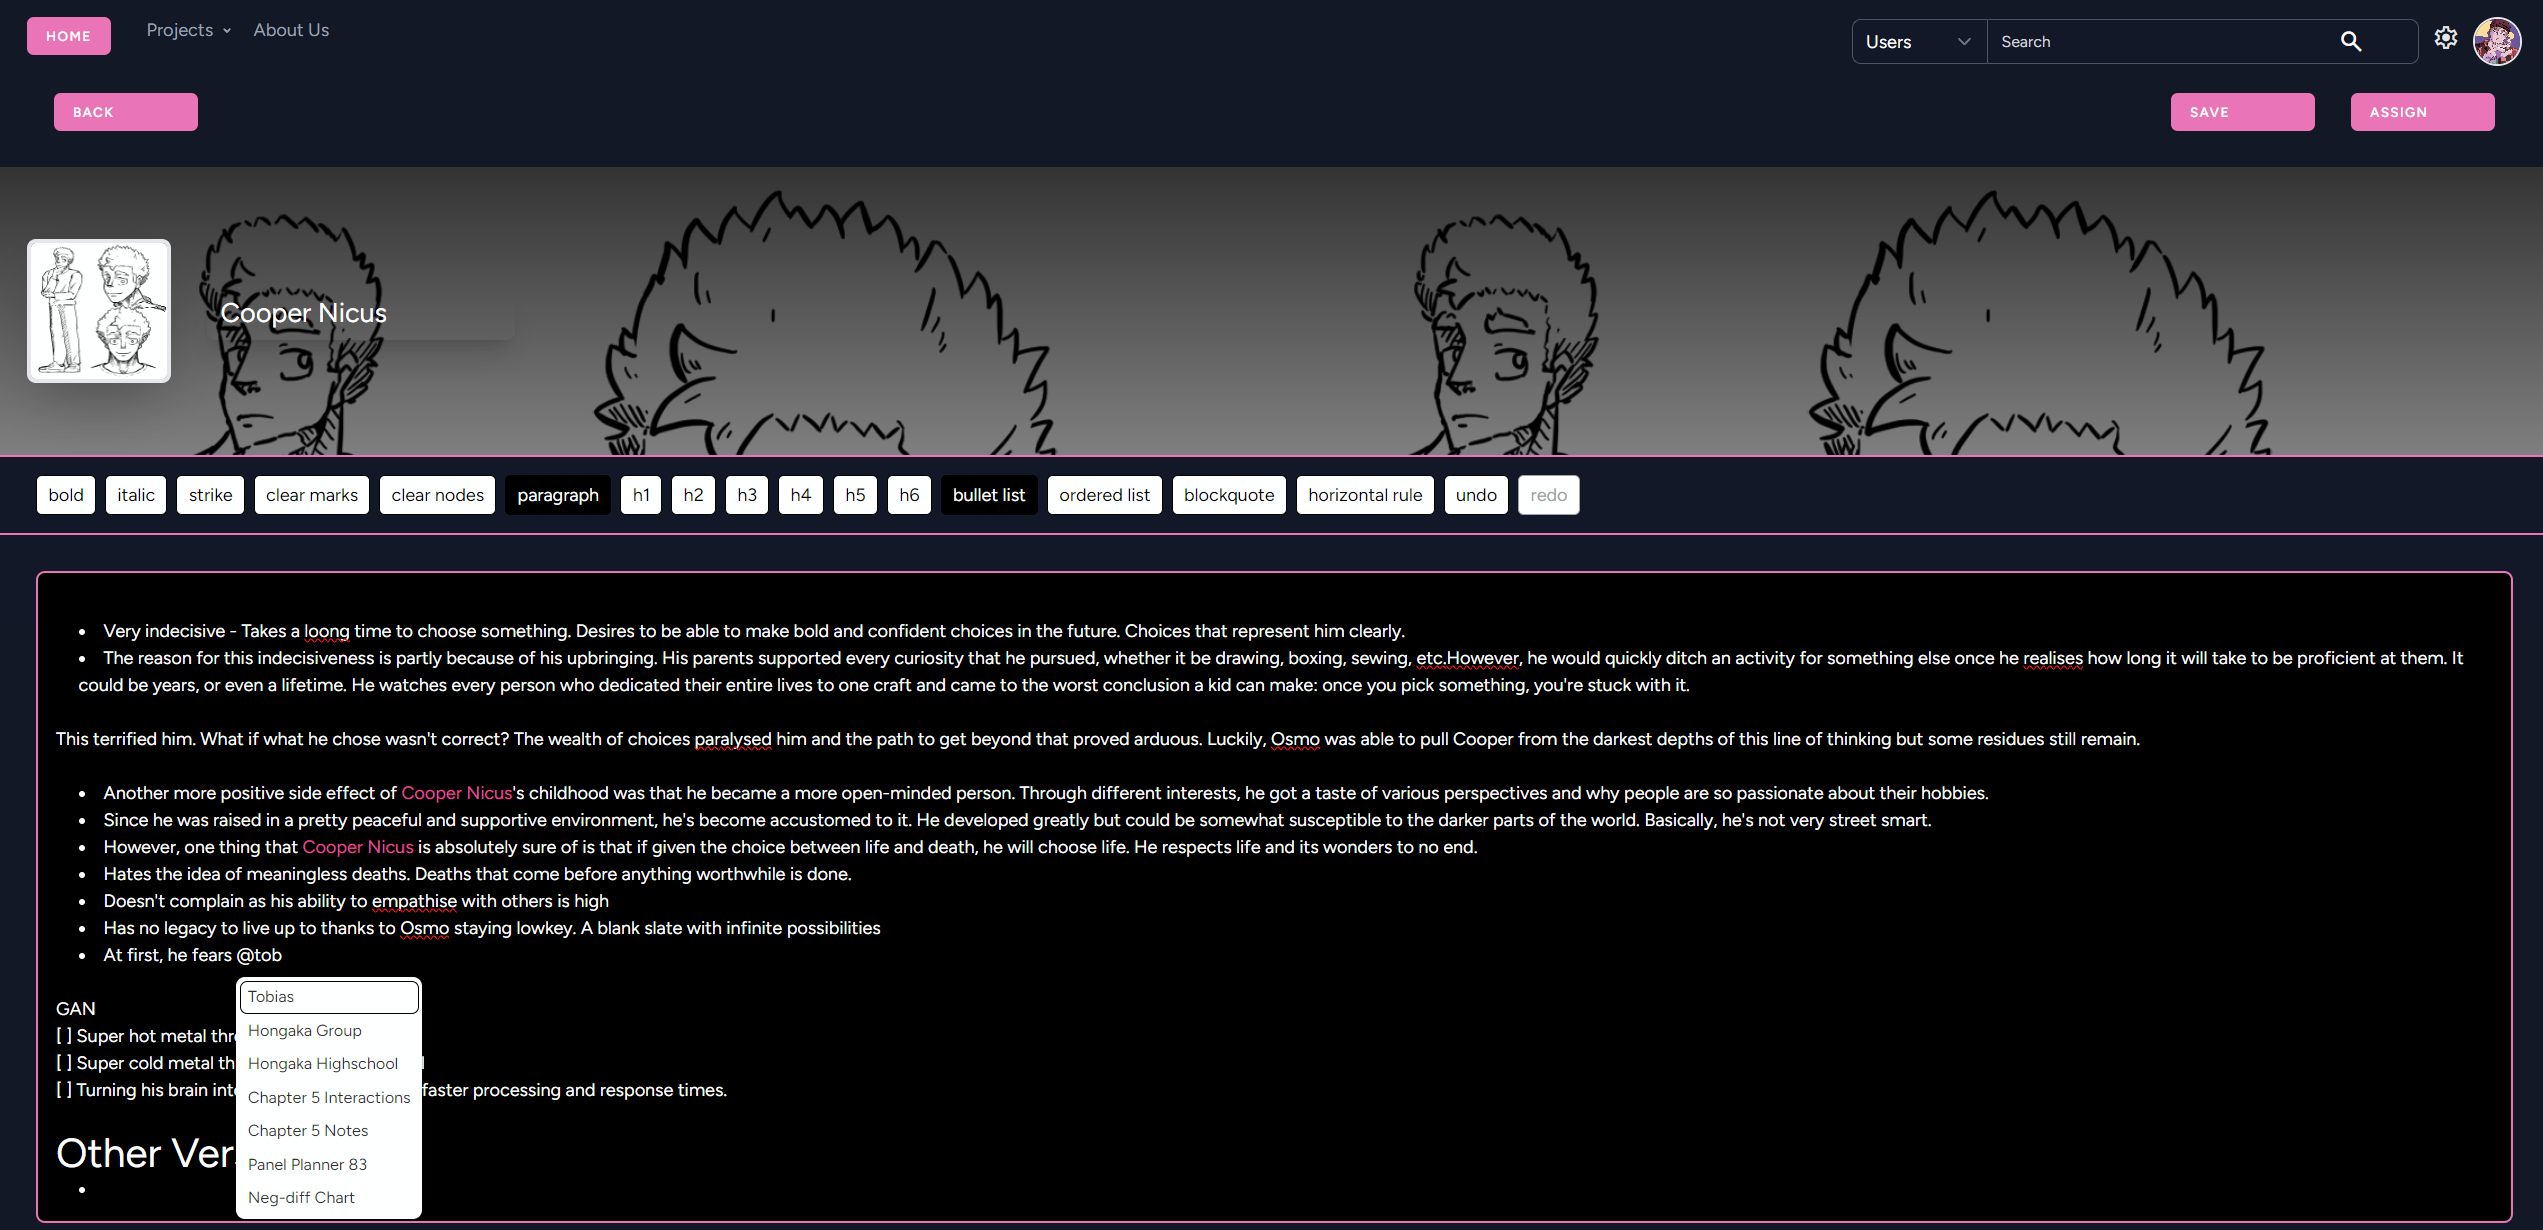 HOME Projects About Us Users Search
BACK SAVE ASSIGN
Cooper Nicus
bold italic strike clear marks clear nodes paragraph h1 h2 h3 h4 h5 h6 bullet list ordered list blockquote horizontal rule undo redo
• Very indecisive - Takes a loong time to choose something. Desires to be able to make bold and confident choices in the future. Choices that represent him clearly.
• The reason for this indecisiveness is partly because of his upbringing. His parents supported every curiosity that he pursued, whether it be drawing, boxing, sewing, etc.However, he would quickly ditch an activity for something else once he realises how long it will take to be proficient at them. It
could be years, or even a lifetime. He watches every person who dedicated their entire lives to one craft and came to the worst conclusion a kid can make: once you pick something, you're stuck with it.
This terrified him. What if what he chose wasn't correct? The wealth of choices paralysed him and the path to get beyond that proved arduous. Luckily, Osmo was able to pull Cooper from the darkest depths of this line of thinking but some residues still remain.
• Another more positive side effect of Cooper Nicus's childhood was that he became a more open-minded person. Through different interests, he got a taste of various perspectives and why people are so passionate about their hobbies.
• Since he was raised in a pretty peaceful and supportive environment, he's become accustomed to it. He developed greatly but could be somewhat susceptible to the darker parts of the world. Basically, he's not very street smart.
• However, one thing that Cooper Nicus is absolutely sure of is that if given the choice between life and death, he will choose life. He respects life and its wonders to no end.
• Hates the idea of meaningless deaths. Deaths that come before anything worthwhile is done.
• Doesn't complain as his ability to empathise with others is high
• Has no legacy to live up to thanks to Osmo staying lowkey. A blank slate with infinite possibilities
• At first, he fears @tob
Tobias
Hongaka Group
Hongaka Highschool
Chapter 5 Interactions
Chapter 5 Notes
Panel Planner 83
Neg-diff Chart
GAN
[ ] Super hot metal
[ ] Super cold metal
[ ] Turning his brain faster processing and response times.
Other